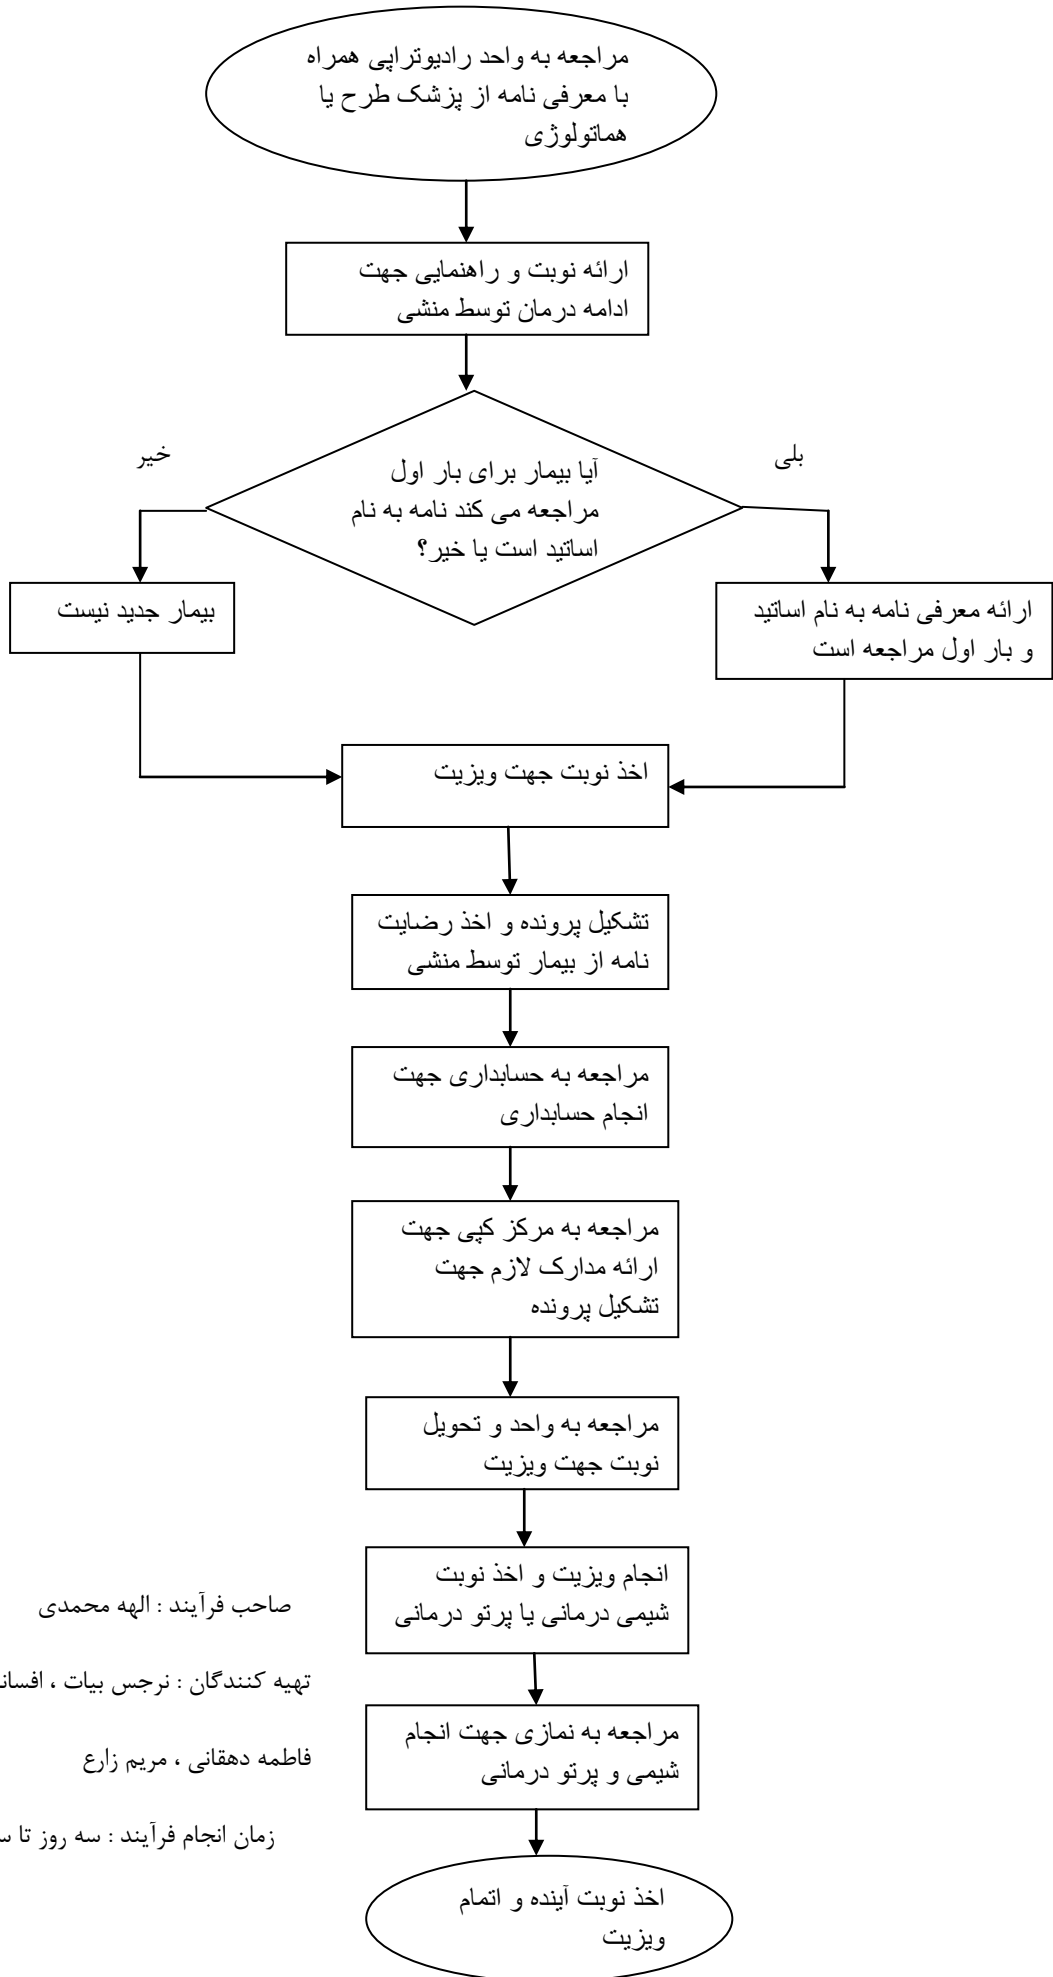 مراجعه به واحد رادیوتراپی همراه
با معرفی نامه از پزشک طرح یا
هماتولوژی
ارائه نوبت و راهنمایی جهت
ادامه درمان توسط منشی
بلی
خیر
آیا بیمار برای بار اول
مراجعه می کند نامه به نام
اساتید است یا خیر؟
ارائه معرفی نامه به نام اساتید
و بار اول مراجعه است
بیمار جدید نیست
اخذ نوبت جهت ویزیت
تشکیل پرونده و اخذ رضایت
نامه از بیمار توسط منشی
مراجعه به حسابداری جهت
انجام حسابداری
مراجعه به مرکز کپی جهت
ارائه مدارک لازم جهت
تشکیل پرونده
مراجعه به واحد و تحویل
نوبت جهت ویزیت
انجام ویزیت و اخذ نوبت
شیمی درمانی یا پرتو درمانی
مراجعه به نمازی جهت انجام
شیمی و پرتو درمانی
اخذ نوبت آینده و اتمام
ویزیت
صاحب فرآیند : الهه محمدی
تهیه کنندگان : نرجس بیات ،
فاطمه دهقانی ، مریم زارع
زمان انجام فرآیند : سه روز تا